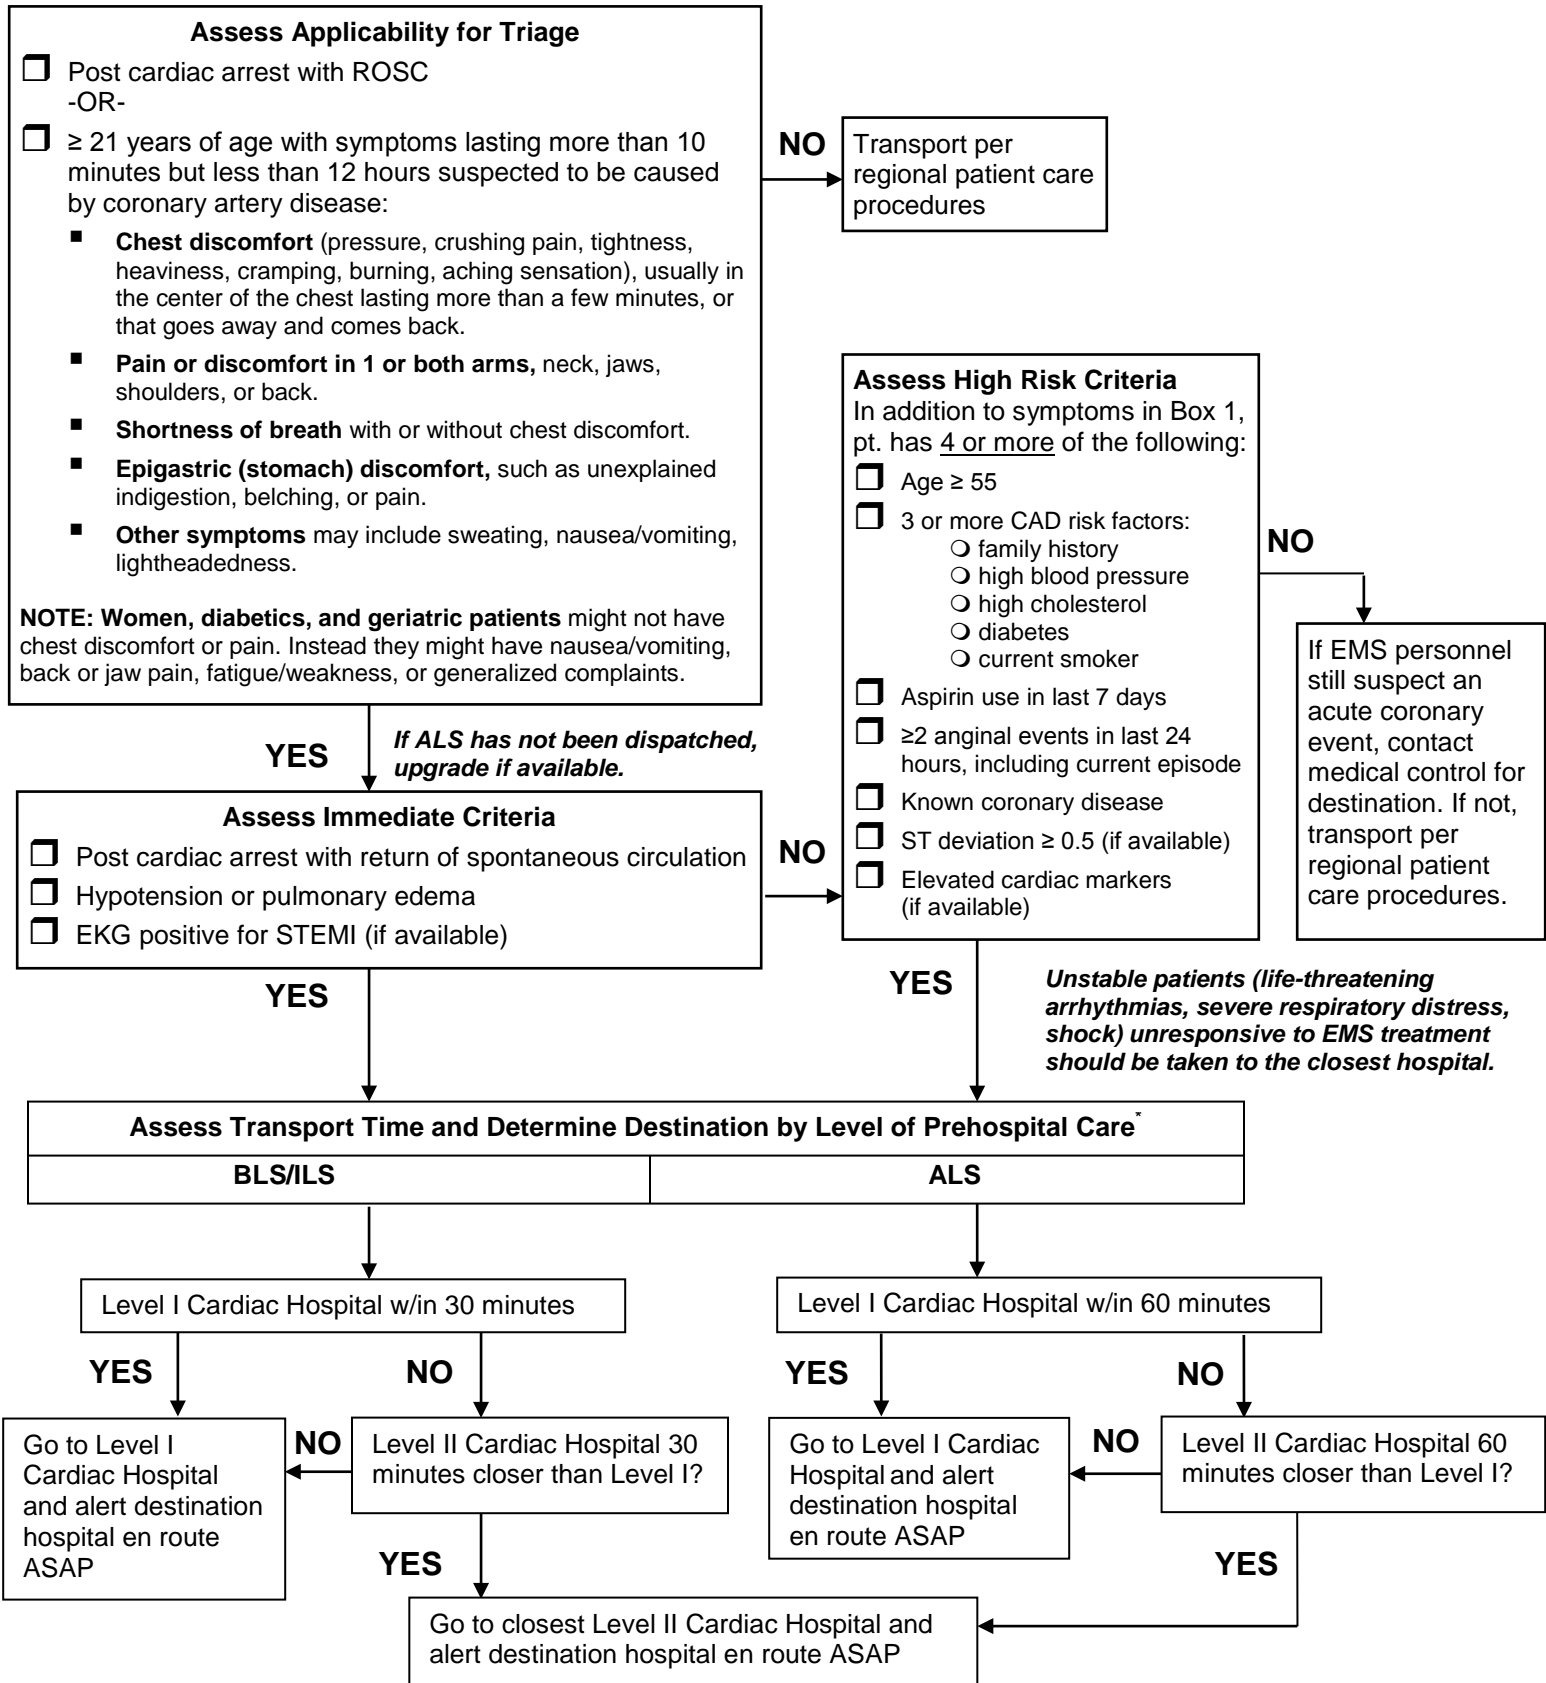 Assess Applicability for Triage
Post cardiac arrest with ROSC
-OR-
≥ 21 years of age with symptoms lasting more than 10
minutes but less than 12 hours suspected to be caused
by coronary artery disease:
Chest discomfort (pressure, crushing pain, tightness,
heaviness, cramping, burning, aching sensation), usually in
the center of the chest lasting more than a few minutes, or
that goes away and comes back.
Pain or discomfort in 1 or both arms, neck, jaws,
shoulders, or back.
Shortness of breath with or without chest discomfort.
Epigastric (stomach) discomfort, such as unexplained
indigestion, belching, or pain.
Other symptoms may include sweating, nausea/vomiting,
lightheadedness.
NOTE: Women, diabetics, and geriatric patients might not have
chest discomfort or pain. Instead they might have nausea/vomiting,
back or jaw pain, fatigue/weakness, or generalized complaints.
NO
Transport per
regional patient care
procedures
YES
If ALS has not been dispatched,
upgrade if available.
Assess Immediate Criteria
Post cardiac arrest with return of spontaneous circulation
Hypotension or pulmonary edema
EKG positive for STEMI (if available)
NO
Assess High Risk Criteria
In addition to symptoms in Box 1,
pt. has 4 or more of the following:
Age ≥ 55
3 or more CAD risk factors:
family history
high blood pressure
high cholesterol
diabetes
current smoker
Aspirin use in last 7 days
≥2 anginal events in last 24
hours, including current episode
Known coronary disease
ST deviation ≥ 0.5 (if available)
Elevated cardiac markers
(if available)
NO
If EMS personnel
still suspect an
acute coronary
event, contact
medical control for
destination. If not,
transport per
regional patient
care procedures.
YES
YES
Unstable patients (life-threatening
arrhythmias, severe respiratory distress,
shock) unresponsive to EMS treatment
should be taken to the closest hospital.
Assess Transport Time and Determine Destination by Level of Prehospital Care*
BLS/ILS
ALS
Level I Cardiac Hospital w/in 30 minutes
YES
NO
Go to Level I
Cardiac Hospital
and alert destination
hospital en route
ASAP
NO
Level II Cardiac Hospital 30
minutes closer than Level I?
YES
Level I Cardiac Hospital w/in 60 minutes
YES
NO
Go to Level I Cardiac
Hospital and alert
destination hospital
en route ASAP
NO
Level II Cardiac Hospital 60
minutes closer than Level I?
YES
Go to closest Level II Cardiac Hospital and
alert destination hospital en route ASAP